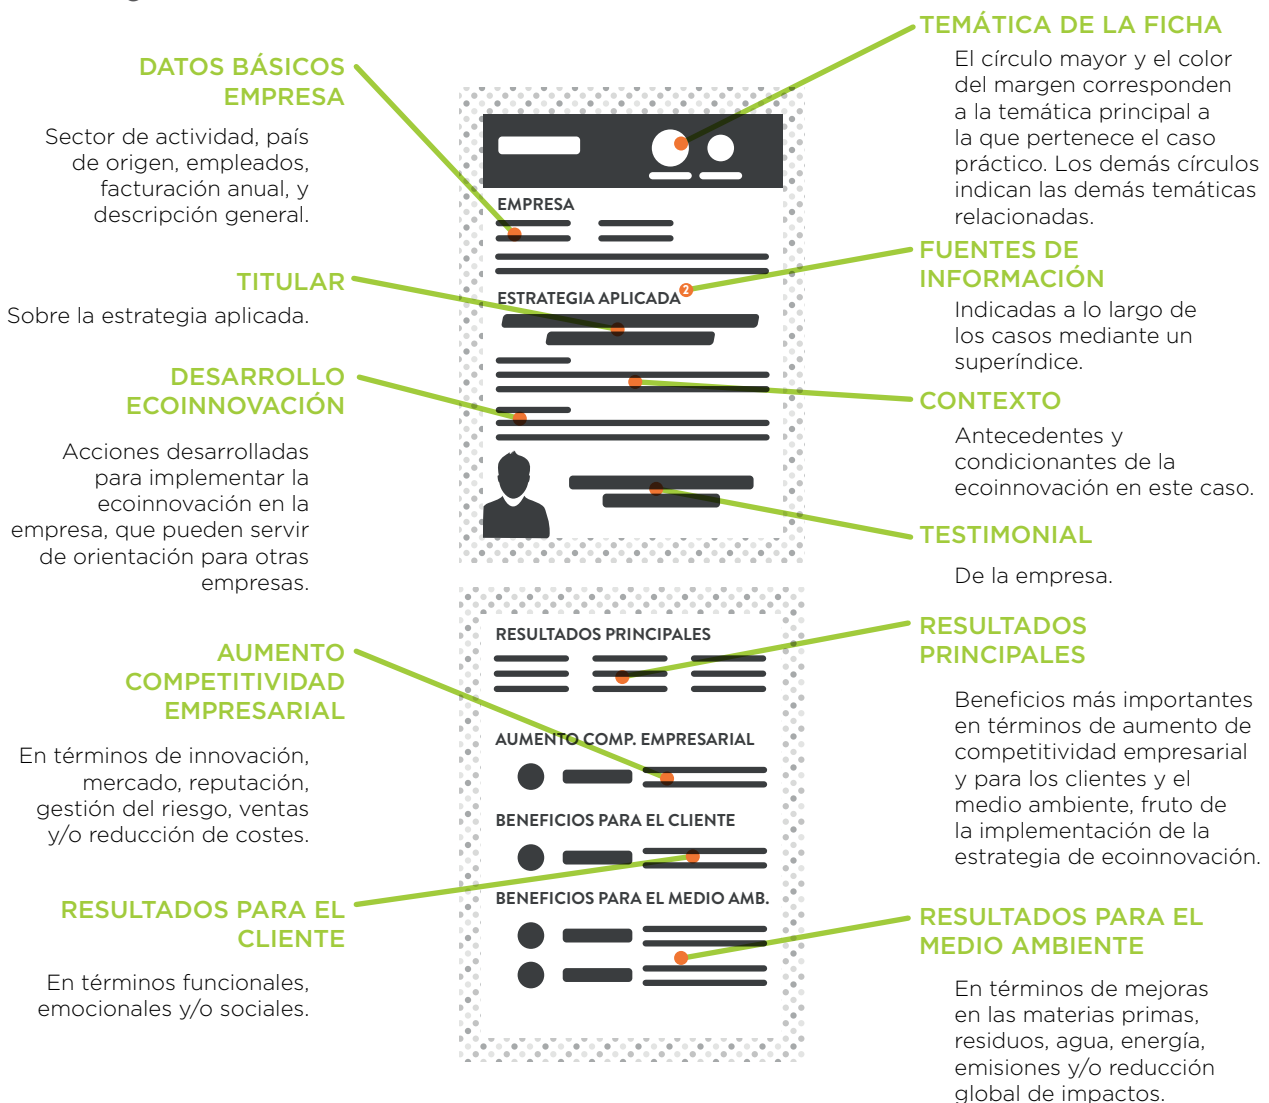 DATOS BÁSICOS
EMPRESA
Sector de actividad, país
de origen, empleados,
facturación anual, y
descripción general.
TITULAR
Sobre la estrategia aplicada.
DESARROLLO
ECOINNOVACIÓN
Acciones desarrolladas
para implementar la
ecoinnovación en la
empresa, que pueden servir
de orientación para otras
empresas.
AUMENTO
COMPETITIVIDAD
EMPRESARIAL
En términos de innovación,
mercado, reputación,
gestión del riesgo, ventas
y/o reducción de costes.
RESULTADOS PARA EL
CLIENTE
En términos funcionales,
emocionales y/o sociales.
EMPRESA
ESTRATEGIA APLICADA2
RESULTADOS PRINCIPALES
AUMENTO COMP. EMPRESARIAL
BENEFICIOS PARA EL CLIENTE
BENEFICIOS PARA EL MEDIO AMB.
TEMÁTICA DE LA FICHA
El círculo mayor y el color
del margen corresponden
a la temática principal a
la que pertenece el caso
práctico. Los demás círculos
indican las demás temáticas
relacionadas.
FUENTES DE
INFORMACIÓN
Indicadas a lo largo de
los casos mediante un
superíndice.
CONTEXTO
Antecedentes y
condicionantes de la
ecoinnovación en este caso.
TESTIMONIAL
De la empresa.
RESULTADOS
PRINCIPALES
Beneficios más importantes
en términos de aumento de
competitividad empresarial
y para los clientes y el
medio ambiente, fruto de
la implementación de la
estrategia de ecoinnovación.
RESULTADOS PARA EL
MEDIO AMBIENTE
En términos de mejoras
en las materias primas,
residuos, agua, energía,
emisiones y/o reducción
global de impactos.